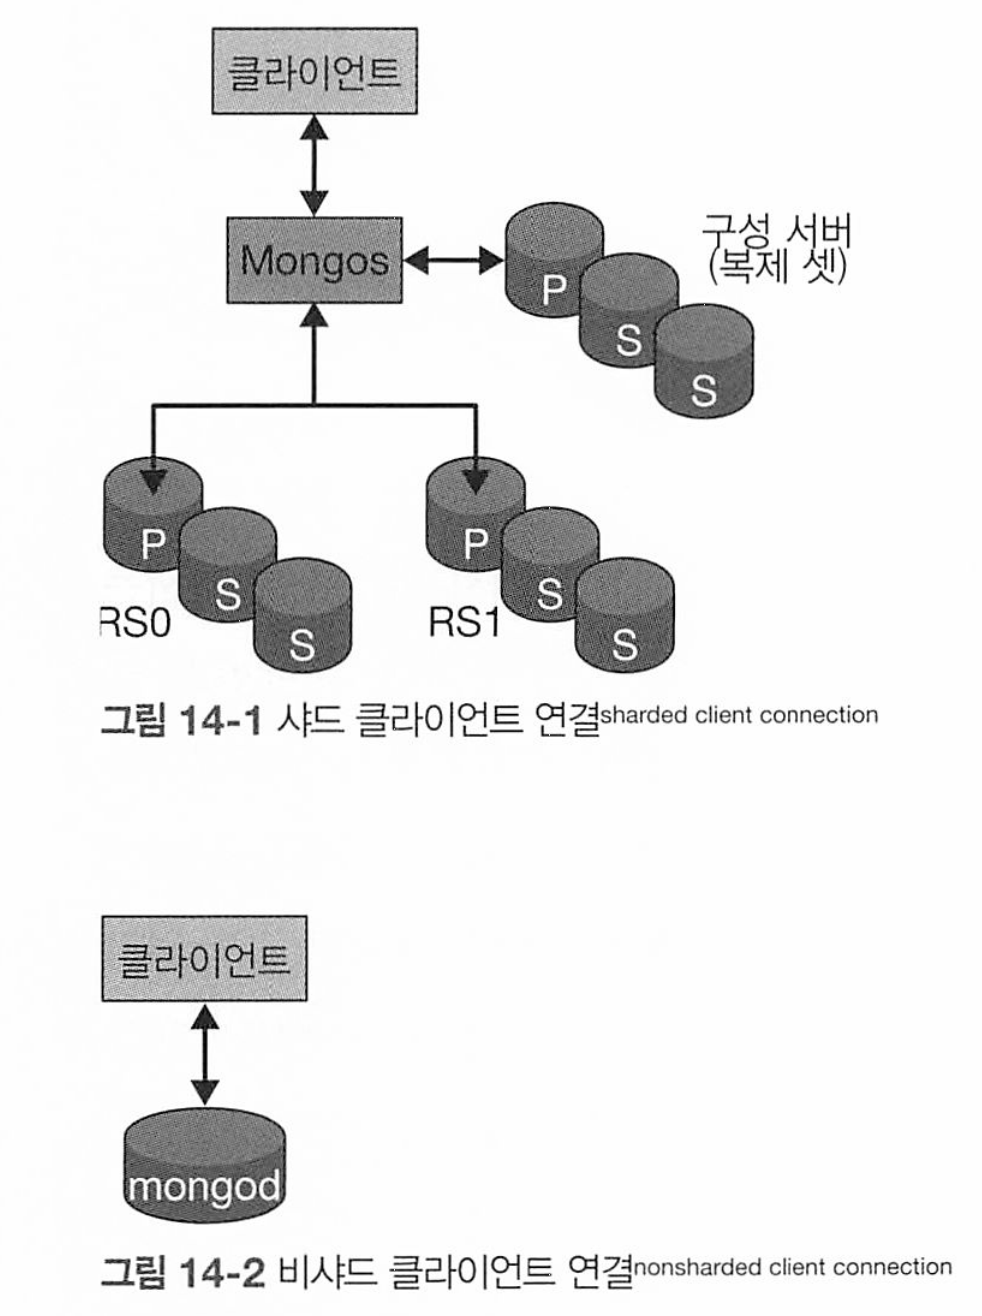 클라이언트
Mongos
구성 서버
(복제 셋)
P
S
S
P
S
S
RS0
P
S
S
RS1
그림 14-1 샤드 클라이언트 연결sharded client connection
클라이언트
mongod
그림 14-2 비샤드 클라이언트 연결nonsharded client connection